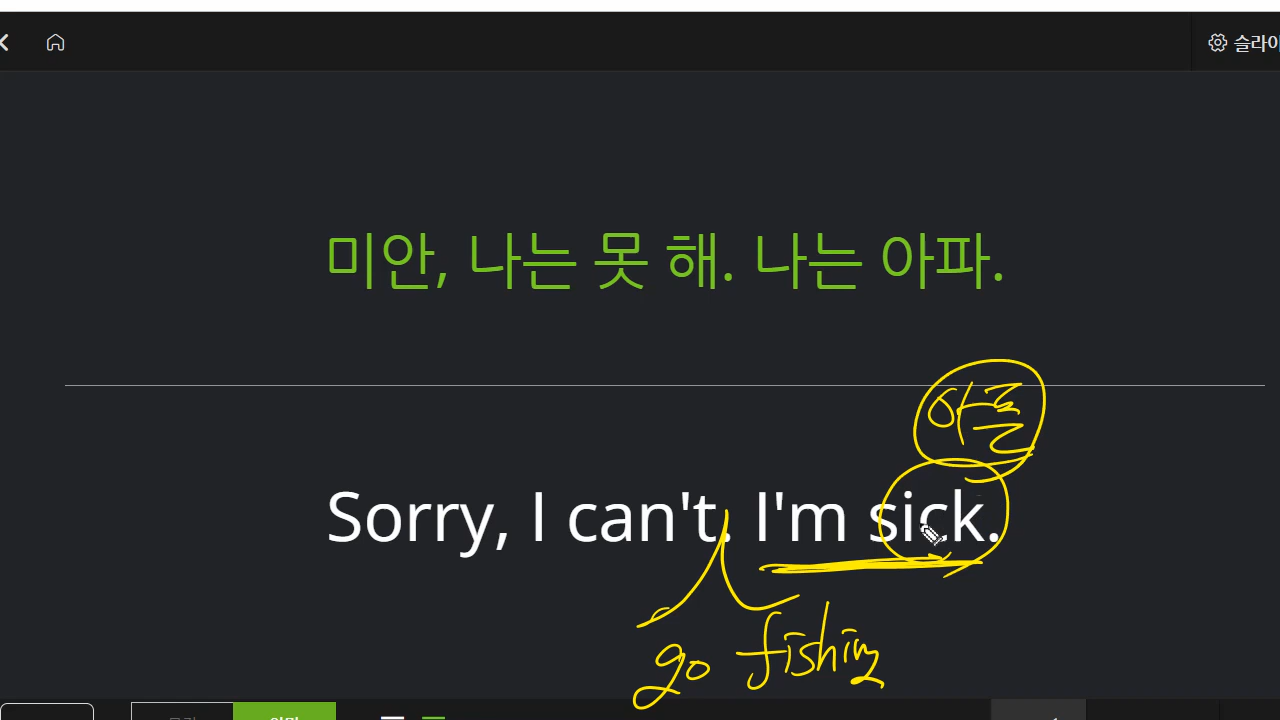 슬라이
미안, 나는 못 해. 나는 아파.
아픈
Sorry, I can't. I'm sick.
go fishing